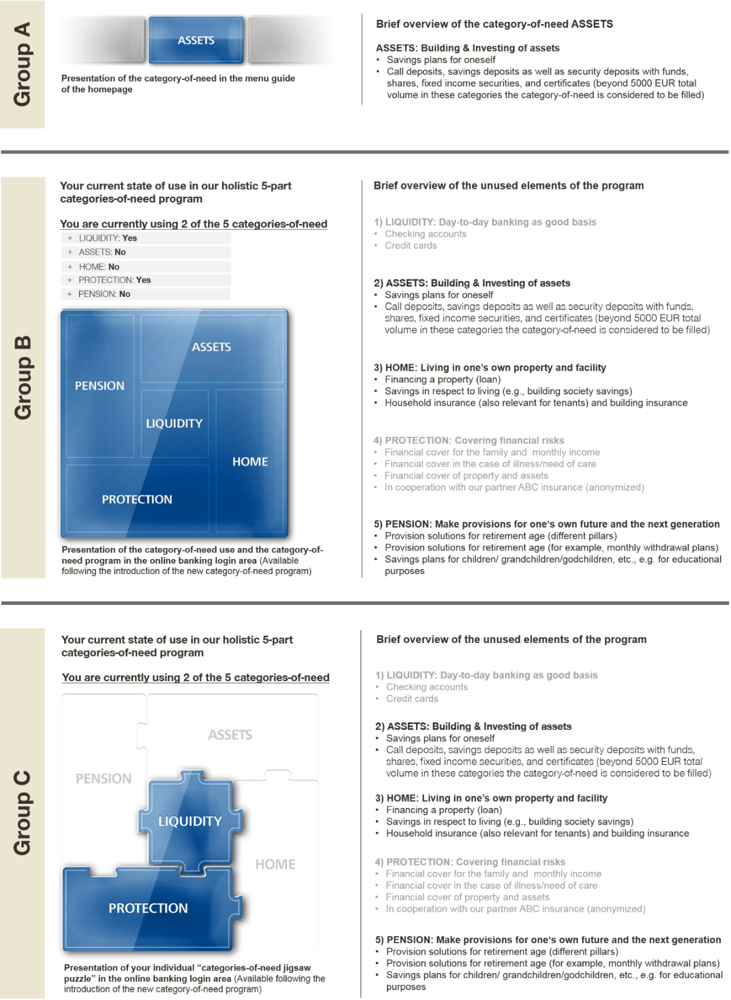 Group A
ASSETS
Presentation of the category-of-need in the menu guide
of the homepage
Brief overview of the category-of-need ASSETS
ASSETS: Building & Investing of assets
• Savings plans for oneself
• Call deposits, savings deposits as well as security deposits with funds,
shares, fixed income securities, and certificates (beyond 5000 EUR total
volume in these categories the category-of-need is considered to be filled)
Group B
Your current state of use in our holistic 5-part
categories-of-need program
You are currently using 2 of the 5 categories-of-need
+ LIQUIDITY: Yes
+ ASSETS: No
+ HOME: No
+ PROTECTION: Yes
+ PENSION: No
ASSETS
PENSION
LIQUIDITY
HOME
PROTECTION
Presentation of the category-of-need use and the category-of-
need program in the online banking login area (Available
following the introduction of the new category-of-need program)
Brief overview of the unused elements of the program
1) LIQUIDITY: Day-to-day banking as good basis
• Checking accounts
• Credit cards
2) ASSETS: Building & Investing of assets
• Savings plans for oneself
• Call deposits, savings deposits as well as security deposits with funds,
shares, fixed income securities, and certificates (beyond 5000 EUR total
volume in these categories the category-of-need is considered to be filled)
3) HOME: Living in one's own property and facility
• Financing a property (loan)
• Savings in respect to living (e.g., building society savings)
• Household insurance (also relevant for tenants) and building insurance
4) PROTECTION: Covering financial risks
• Financial cover for the family and monthly income
• Financial cover in the case of illness/need of care
• Financial cover of property and assets
• In cooperation with our partner ABC insurance (anonymized)
5) PENSION: Make provisions for one‘s own future and the next generation
• Provision solutions for retirement age (different pillars)
• Provision solutions for retirement age (for example, monthly withdrawal plans)
• Savings plans for children/ grandchildren/godchildren, etc., e.g. for educational
purposes
Group C
Your current state of use in our holistic 5-part
categories-of-need program
You are currently using 2 of the 5 categories-of-need
ASSETS
PENSION
LIQUIDITY
HOME
PROTECTION
Presentation of your individual “categories-of-need jigsaw
puzzle” in the online banking login area (Available following the
introduction of the new category-of-need program)
Brief overview of the unused elements of the program
1) LIQUIDITY: Day-to-day banking as good basis
• Checking accounts
• Credit cards
2) ASSETS: Building & Investing of assets
• Savings plans for oneself
• Call deposits, savings deposits as well as security deposits with funds,
shares, fixed income securities, and certificates (beyond 5000 EUR total
volume in these categories the category-of-need is considered to be filled)
3) HOME: Living in one's own property and facility
• Financing a property (loan)
• Savings in respect to living (e.g., building society savings)
• Household insurance (also relevant for tenants) and building insurance
4) PROTECTION: Covering financial risks
• Financial cover for the family and monthly income
• Financial cover in the case of illness/need of care
• Financial cover of property and assets
• In cooperation with our partner ABC insurance (anonymized)
5) PENSION: Make provisions for one‘s own future and the next generation
• Provision solutions for retirement age (different pillars)
• Provision solutions for retirement age (for example, monthly withdrawal plans)
• Savings plans for children/ grandchildren/godchildren, etc., e.g. for educational
purposes